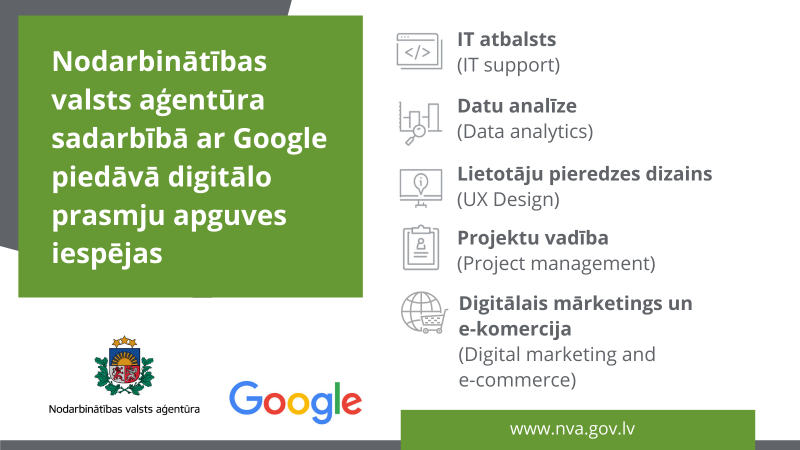 Nodarbinātības
valsts aģentūra
sadarbībā ar Google
piedāvā digitālo
prasmju apguves
iespējas
Nodarbinātības valsts aģentūra
Google
IT atbalsts
(IT support)
Datu analīze
(Data analytics)
Lietotāju pieredzes dizains
(UX Design)
Projektu vadība
(Project management)
Digitālais mārketings un
e-komercija
(Digital marketing and
e-commerce)
www.nva.gov.lv